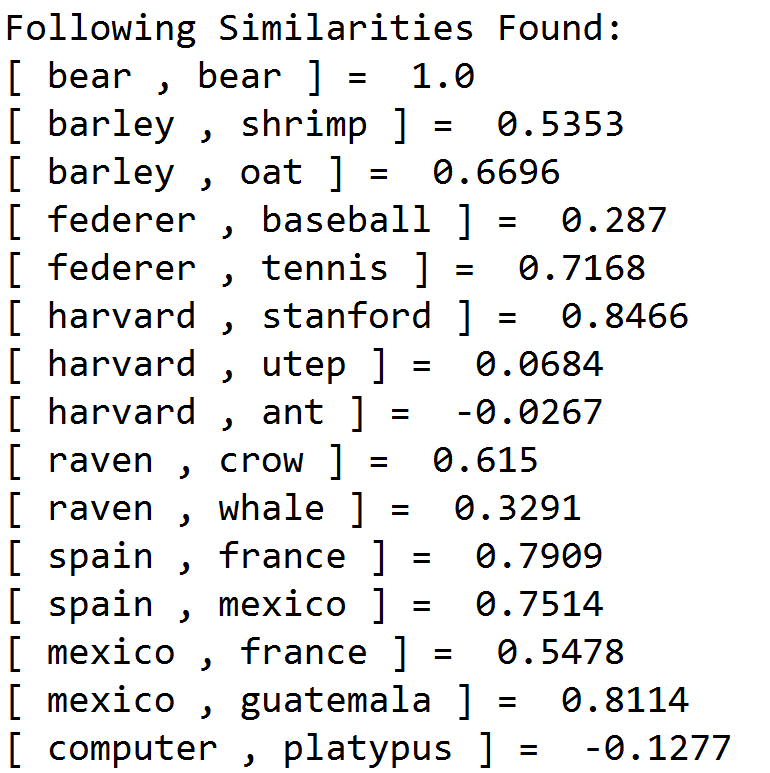 Following Similarities Found:
[ bear , bear ] =  1.0
[ barley , shrimp ] =  0.5353
[ barley , oat ] =  0.6696
[ federer , baseball ] =  0.287
[ federer , tennis ] =  0.7168
[ harvard , stanford ] =  0.8466
[ harvard , utep ] =  0.0684
[ harvard , ant ] =  -0.0267
[ raven , crow ] =  0.615
[ raven , whale ] =  0.3291
[ spain , france ] =  0.7909
[ spain , mexico ] =  0.7514
[ mexico , france ] =  0.5478
[ mexico , guatemala ] =  0.8114
[ computer , platypus ] =  -0.1277